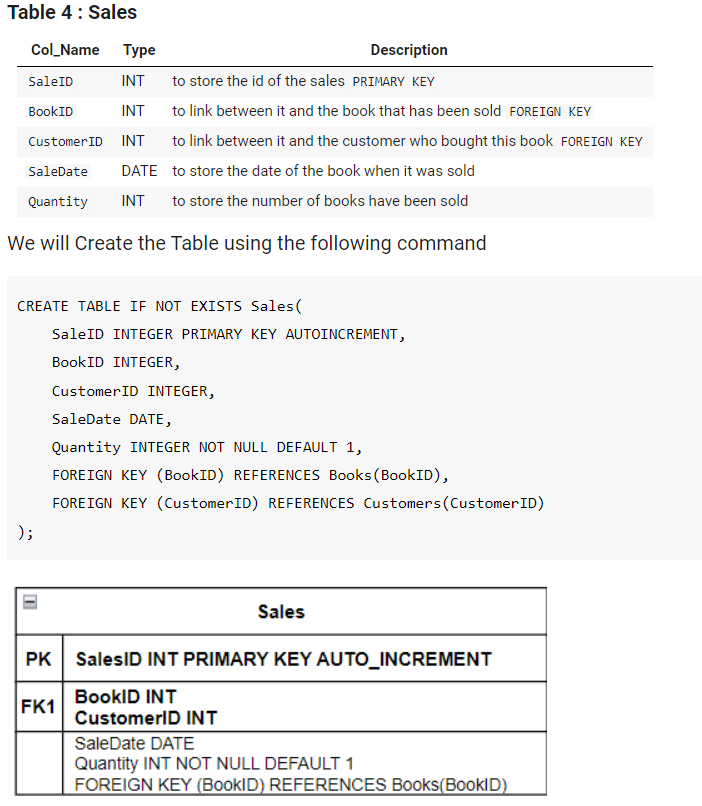 Table 4 : Sales
Col_Name Type Description
SaleID INT to store the id of the sales PRIMARY KEY
BookID INT to link between it and the book that has been sold FOREIGN KEY
CustomerID INT to link between it and the customer who bought this book FOREIGN KEY
SaleDate DATE to store the date of the book when it was sold
Quantity INT to store the number of books have been sold
We will Create the Table using the following command
CREATE TABLE IF NOT EXISTS Sales(
SaleID INTEGER PRIMARY KEY AUTOINCREMENT,
BookID INTEGER,
CustomerID INTEGER,
SaleDate DATE,
Quantity INTEGER NOT NULL DEFAULT 1,
FOREIGN KEY (BookID) REFERENCES Books(BookID),
FOREIGN KEY (CustomerID) REFERENCES Customers(CustomerID)
);
Sales
PK SalesID INT PRIMARY KEY AUTO_INCREMENT
FK1 BookID INT
CustomerID INT
SaleDate DATE
Quantity INT NOT NULL DEFAULT 1
FOREIGN KEY (BookID) REFERENCES Books(BookID)